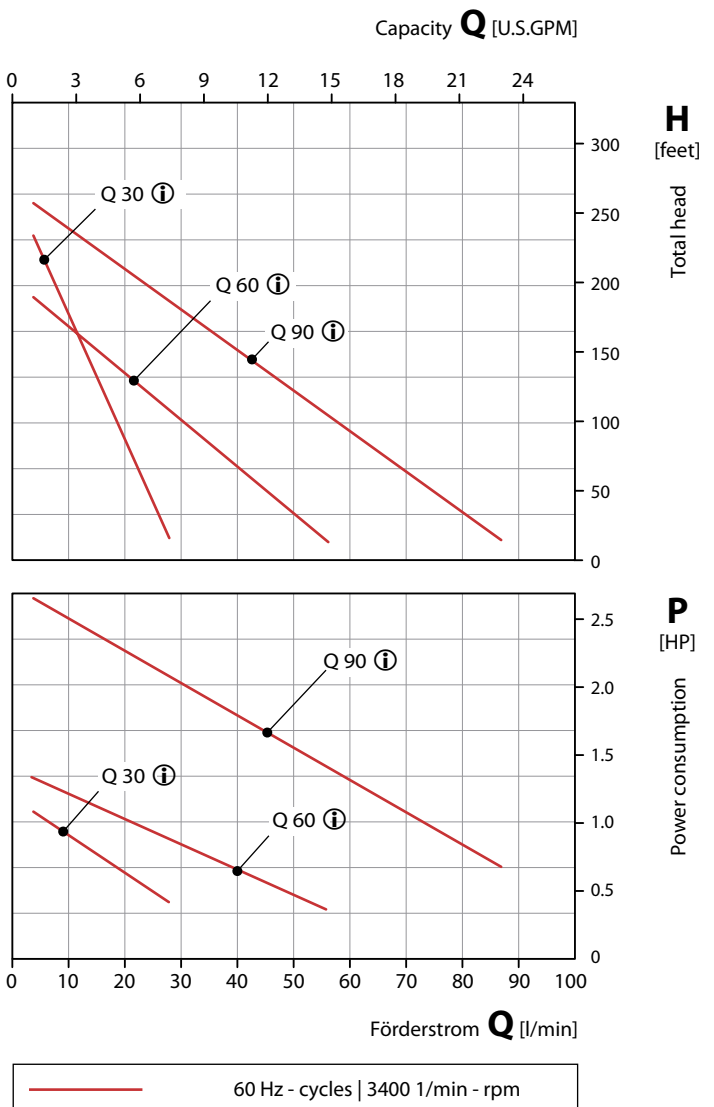 Capacity Q [U.S.GPM]
0 3 6 9 12 15 18 21 24
H
[feet]
Total head
300
250
200
150
100
50
0
Q 30 i
Q 60 i
Q 90 i
P
[HP]
Power consumption
2.5
2.0
1.5
1.0
0.5
0
Q 90 i
Q 30 i
Q 60 i
0 10 20 30 40 50 60 70 80 90 100
Förderstrom Q [l/min]
60 Hz - cycles | 3400 1/min - rpm